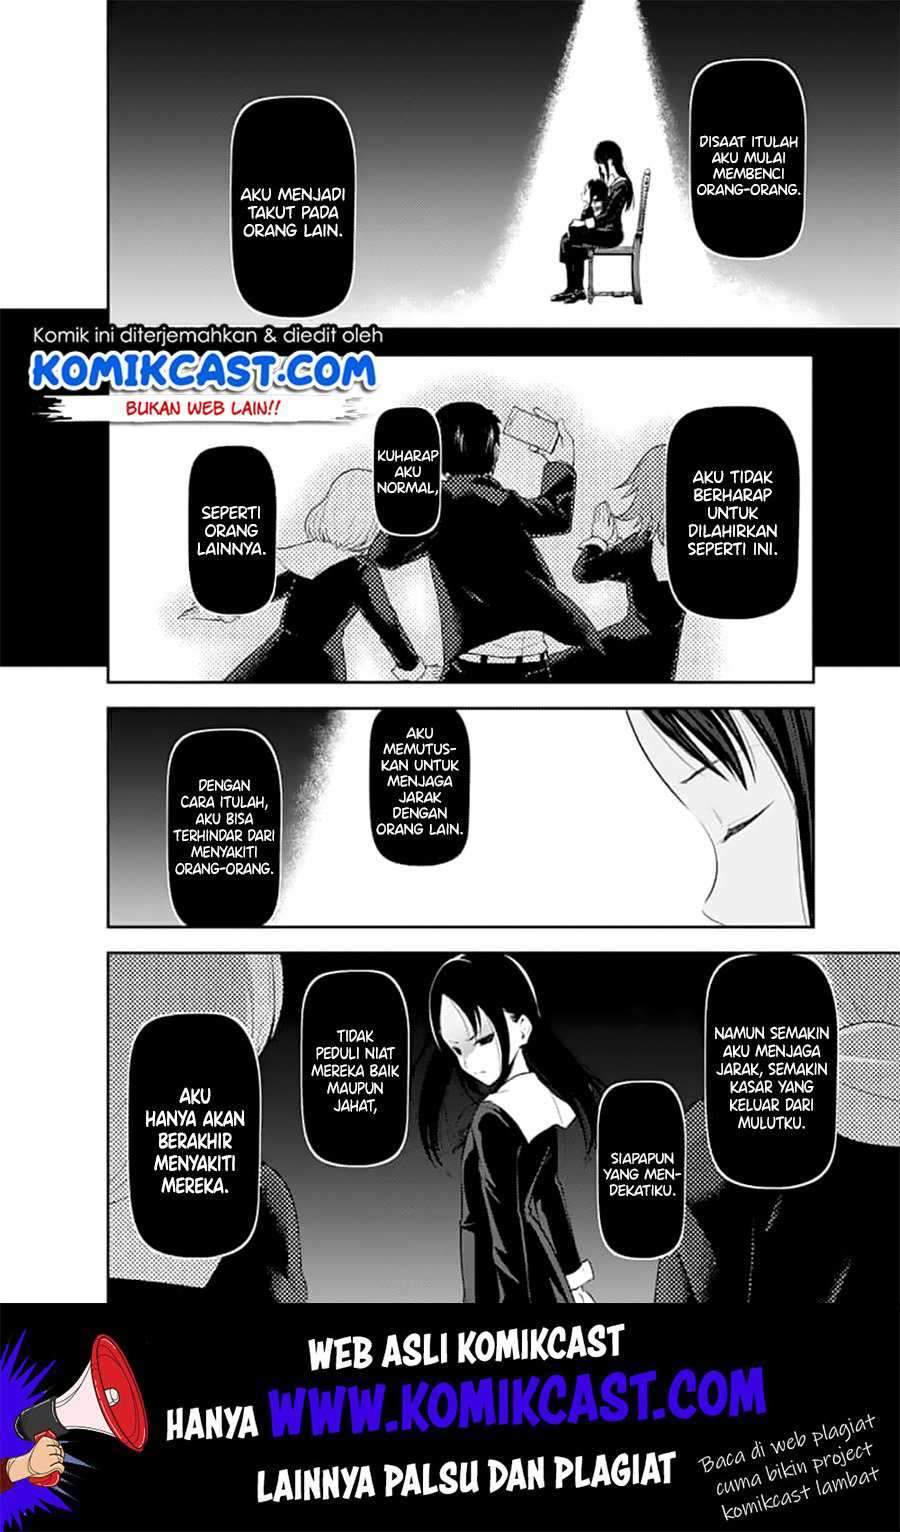 DISAAT ITULAH
AKU MULAI
MEMBENCI
ORANG-ORANG.
AKU MENJADI
TAKUT PADA
ORANG LAIN.
Komik ini diterjemahkan & diedit oleh
KOMIKCAST.COM
BUKAN WEB LAIN!!
AKU TIDAK
BERHARAP
UNTUK
DILAHIRKAN
SEPERTI INI.
KUHARAP
AKU
NORMAL,
SEPERTI
ORANG
LAINNYA.
AKU
MEMUTUS-
KAN UNTUK
MENJAGA
JARAK
DENGAN
ORANG LAIN.
DENGAN
CARA ITULAH,
AKU BISA
TERHINDAR DARI
MENYAKITI
ORANG-ORANG.
NAMUN SEMAKIN
AKU MENJAGA
JARAK, SEMAKIN
KASAR YANG
KELUAR DARI
MULUTKU.
SIAPAPUN
YANG MEN-
DEKATIKU.
TIDAK
PEDULI NIAT
MEREKA BAIK
MAUPUN
JAHAT,
AKU
HANYA AKAN
BERAKHIR
MENYAKITI
MEREKA.
WEB ASLI KOMIKCAST
HANYA WWW.KOMIKCAST.COM
LAINNYA PALSU DAN PLAGIAT
Baca di web plagiat
cuma bikin project
komikcast lambat